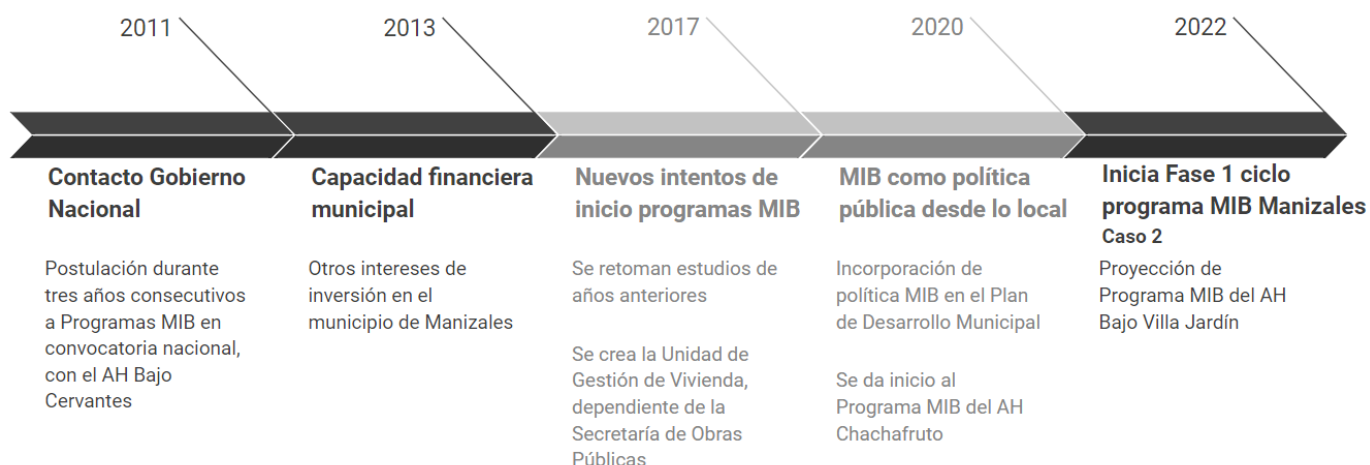 2011
2013
2017
2020
2022
Contacto Gobierno
Nacional
Postulación durante
tres años consecutivos
a Programas MIB en
convocatoria nacional,
con el AH Bajo
Cervantes
Capacidad financiera
municipal
Otros intereses de
inversión en el
municipio de Manizales
Nuevos intentos de
inicio programas MIB
Se retoman estudios de
años anteriores
Se crea la Unidad de
Gestión de Vivienda,
dependiente de la
Secretaría de Obras
Públicas
MIB como política
pública desde lo local
Incorporación de
política MIB en el Plan
de Desarrollo Municipal
Se da inicio al
Programa MIB del AH
Chachafruto
Inicia Fase 1 ciclo
programa MIB Manizales
Caso 2
Proyección de
Programa MIB del AH
Bajo Villa Jardín